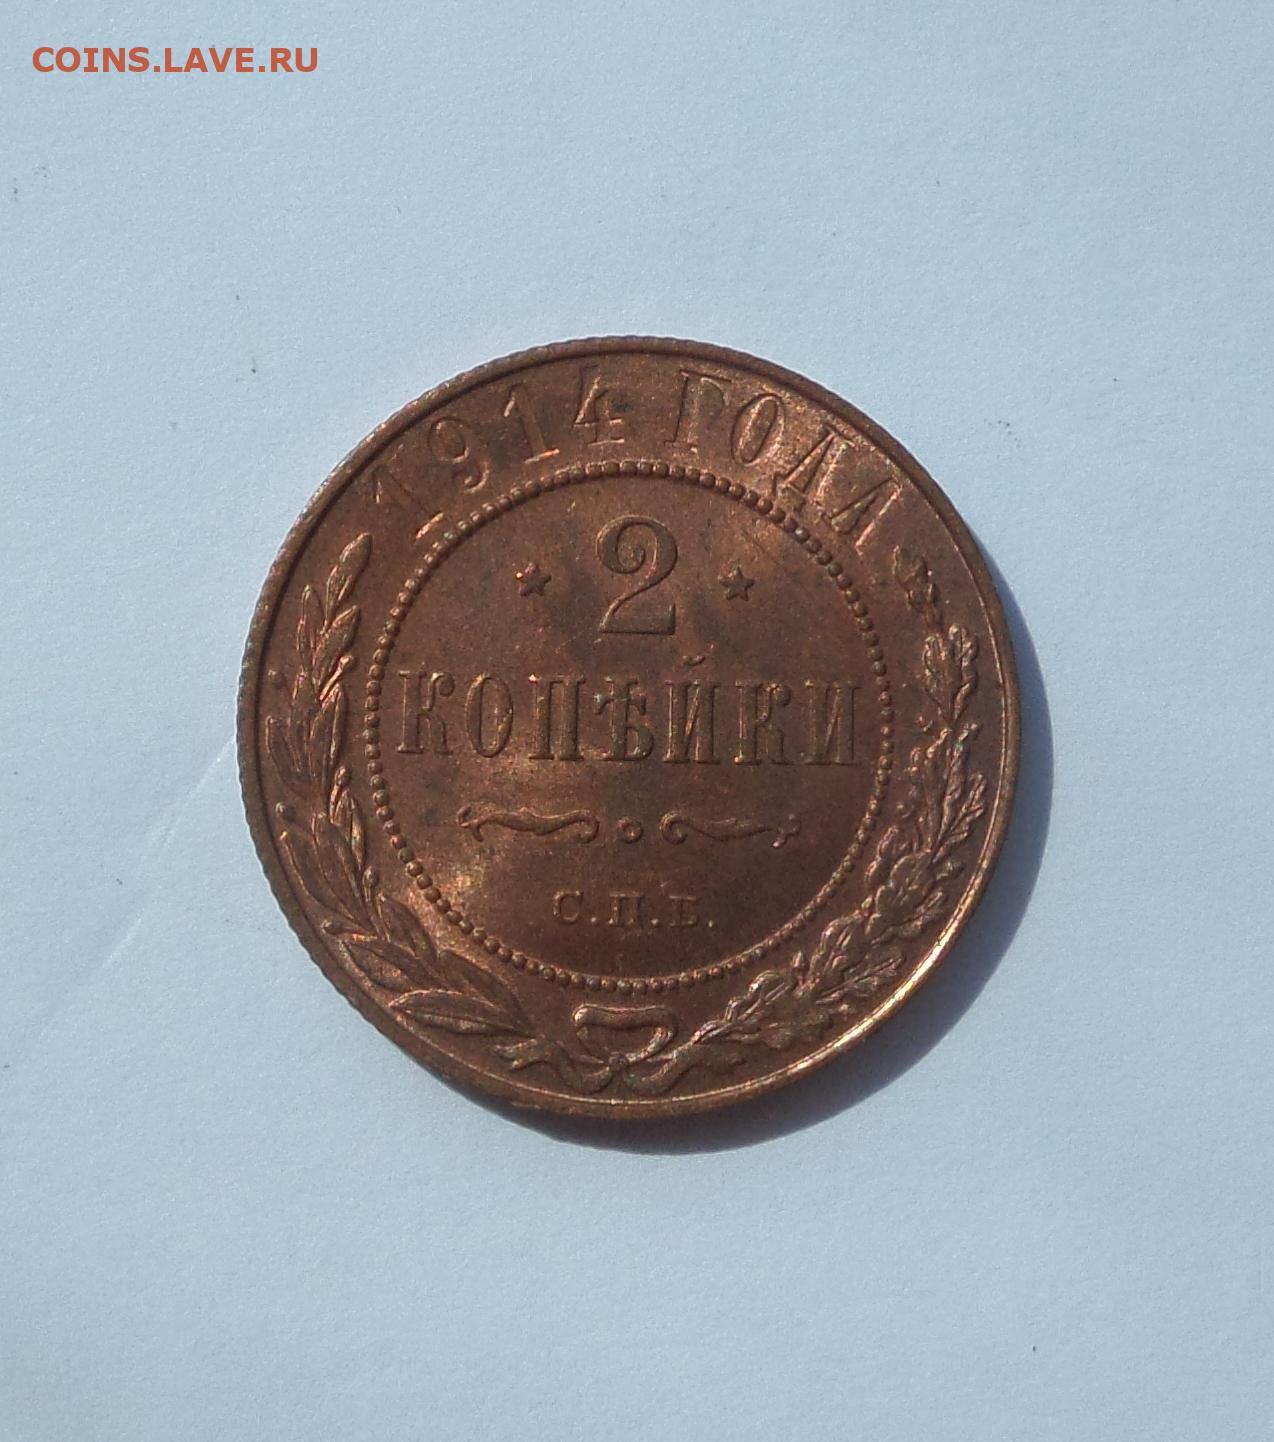 COINS.LAVE.RU
1914 ГОДА
2
КОПѢЙКИ
С.П.Б.